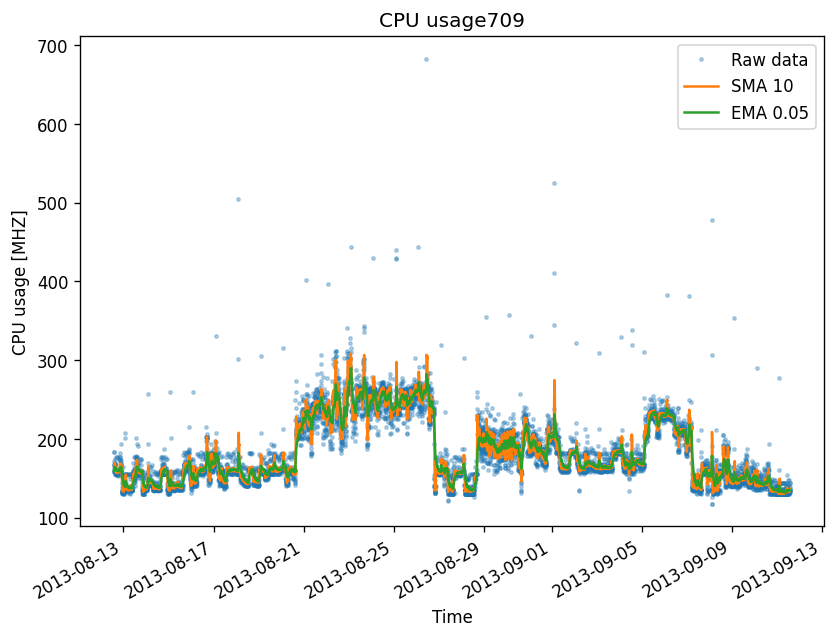 CPU usage709
700
600
500
400
300
200
100
CPU usage [MHZ]
Raw data
SMA 10
EMA 0.05
2013-08-13
2013-08-17
2013-08-21
2013-08-25
2013-08-29
2013-09-01
2013-09-05
2013-09-09
2013-09-13
Time